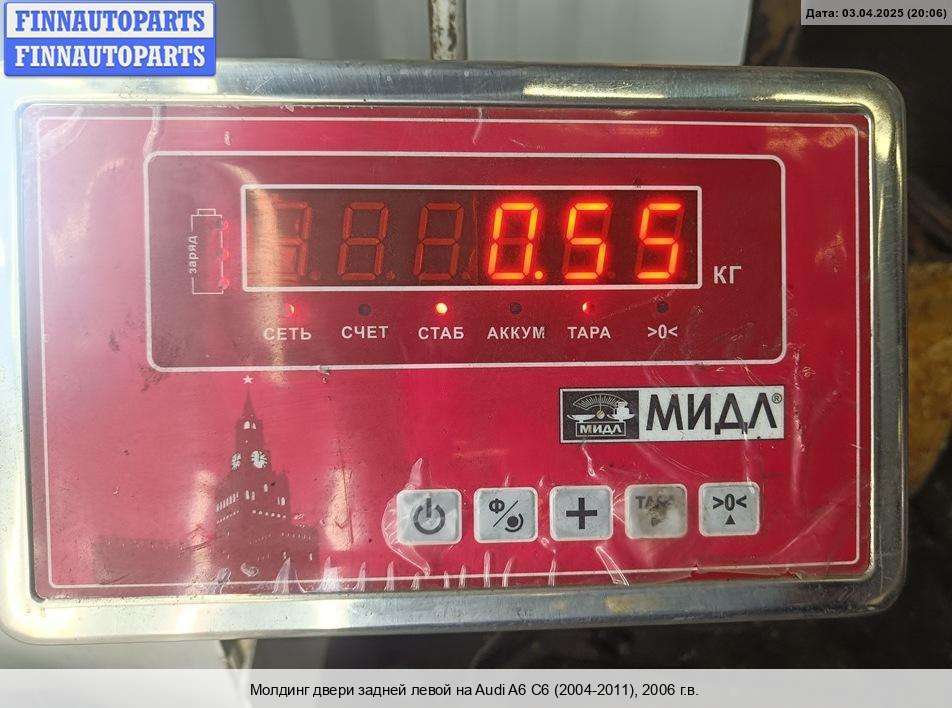 FINNAUTOPARTS
FINNAUTOPARTS
Дата: 03.04.2025 (20:06)
0.55
заряд
КГ
СЕТЬ СЧЕТ СТАБ АККУМ ТАРА >0<
МИДЛ МИДЛ®
Ф/ + ТАРА >0<
Молдинг двери задней левой на Audi A6 C6 (2004-2011), 2006 г.в.